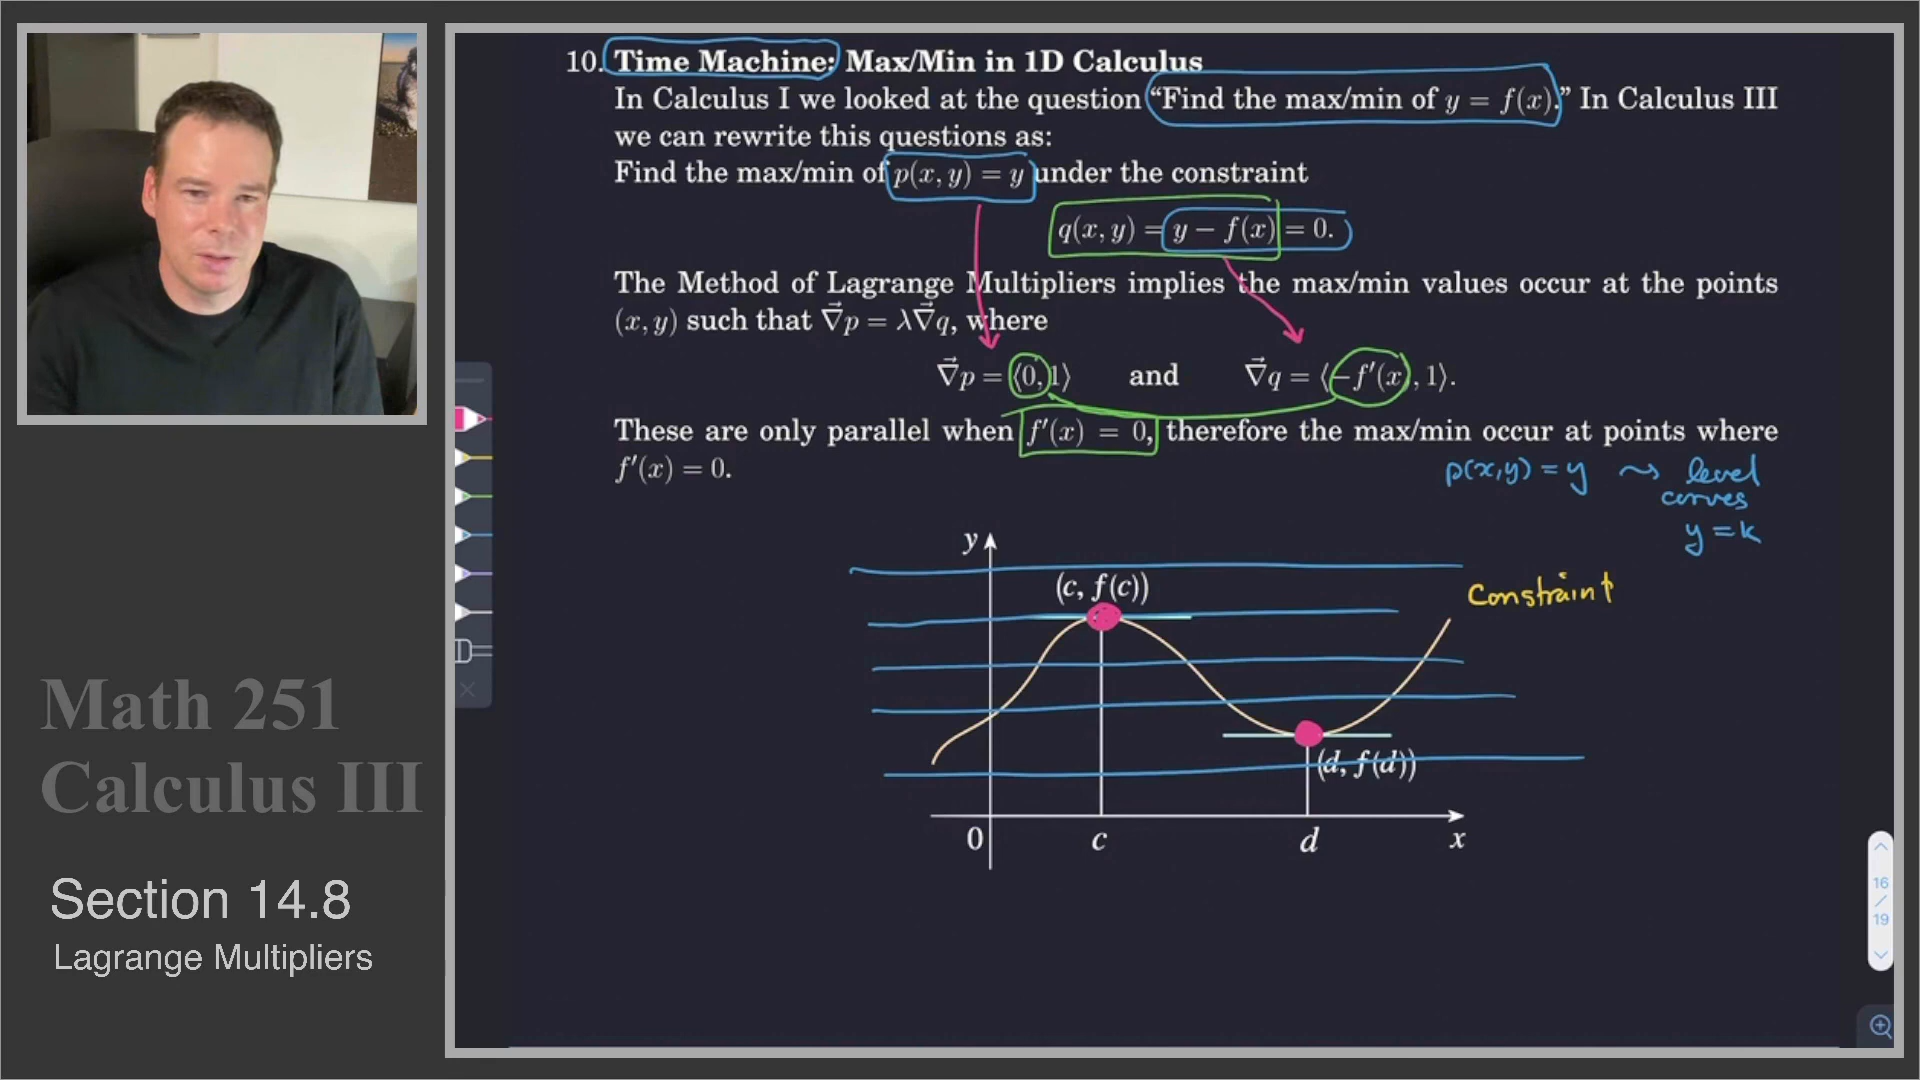 10. Time Machine: Max/Min in 1D Calculus
In Calculus I we looked at the question “Find the max/min of y = f(x).” In Calculus III
we can rewrite this questions as:
Find the max/min of p(x, y) = y under the constraint
q(x, y) = y − f(x) = 0.
The Method of Lagrange Multipliers implies the max/min values occur at the points
(x, y) such that ∇⃗p = λ∇⃗q, where
∇⃗p = ⟨0, 1⟩ and ∇⃗q = ⟨−f′(x), 1⟩.
These are only parallel when f′(x) = 0, therefore the max/min occur at points where
f′(x) = 0.
p(x,y) = y ⇝ level
curves
y = k
y
(c, f(c))
Constraint
(d, f(d))
0 c d x
Math 251
Calculus III
Section 14.8
Lagrange Multipliers
16
/
19